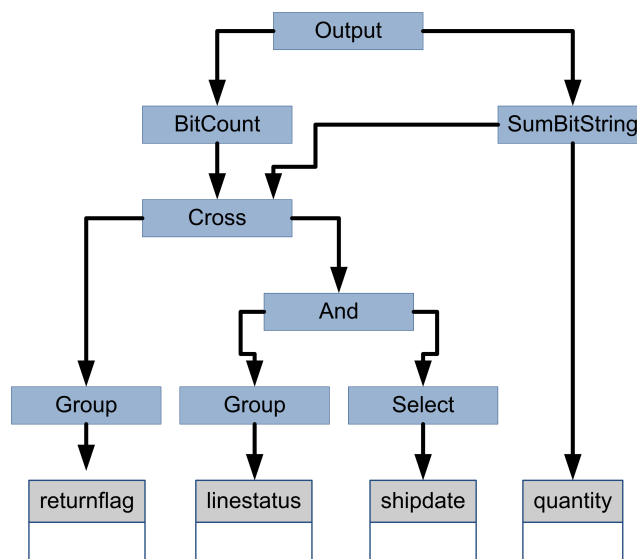 Output
BitCount
SumBitString
Cross
And
Group
Group
Select
returnflag
linestatus
shipdate
quantity